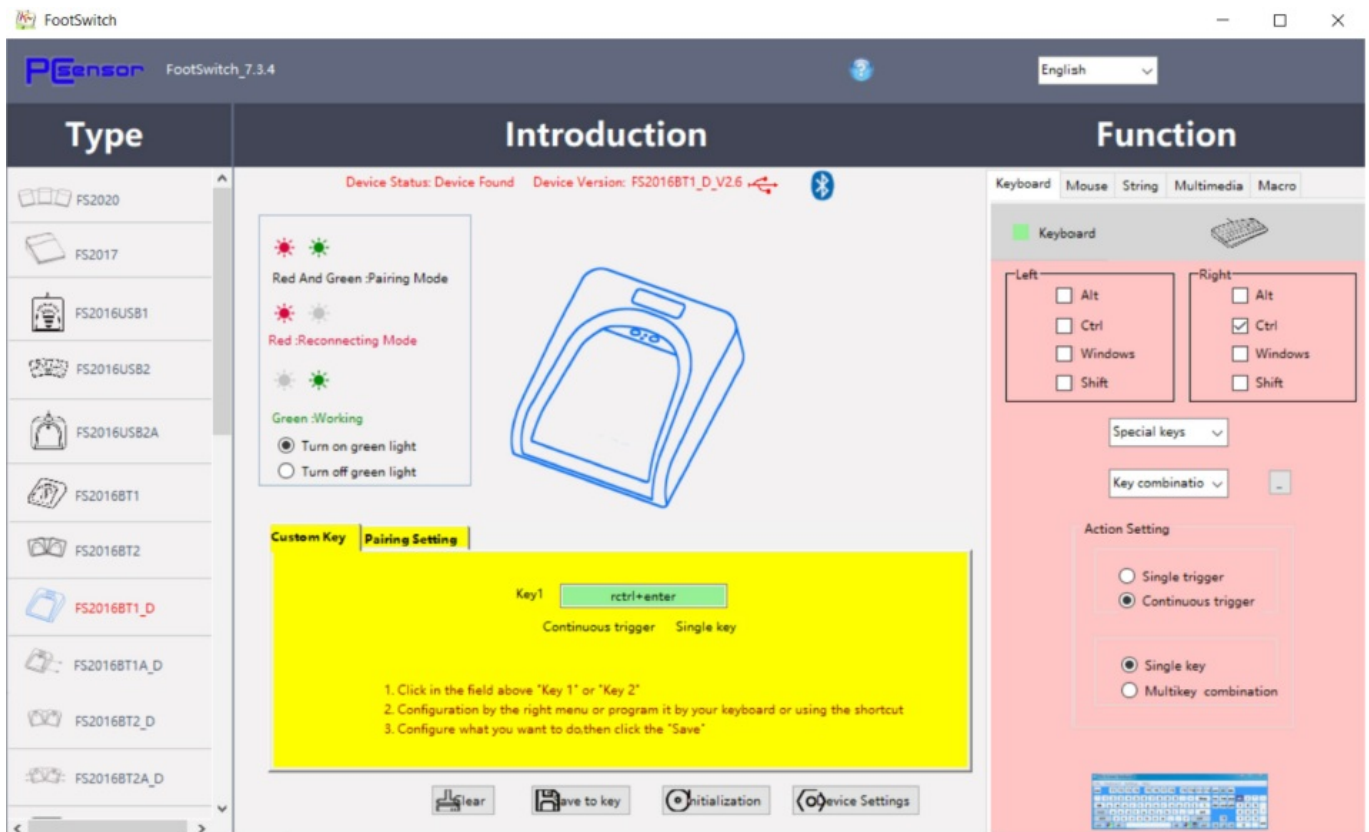 FootSwitch
PCsensor FootSwitch_7.3.4 English
Type
Introduction
Function
FS2020
FS2017
FS2016USB1
FS2016USB2
FS2016USB2A
FS2016BT1
FS2016BT2
FS2016BT1_D
FS2016BT1A_D
FS2016BT2_D
FS2016BT2A_D
Device Status: Device Found Device Version: FS2016BT1_D_V2.6
Red And Green :Pairing Mode
Red :Reconnecting Mode
Green :Working
Turn on green light
Turn off green light
Custom Key Pairing Setting
Key1 rctrl+enter
Continuous trigger Single key
1. Click in the field above "Key 1" or "Key 2"
2. Configuration by the right menu or program it by your keyboard or using the shortcut
3. Configure what you want to do,then click the "Save"
Clear Save to key Initialization Device Settings
Keyboard Mouse String Multimedia Macro
Keyboard
Left
Alt
Ctrl
Windows
Shift
Right
Alt
Ctrl
Windows
Shift
Special keys
Key combinatio
Action Setting
Single trigger
Continuous trigger
Single key
Multikey combination